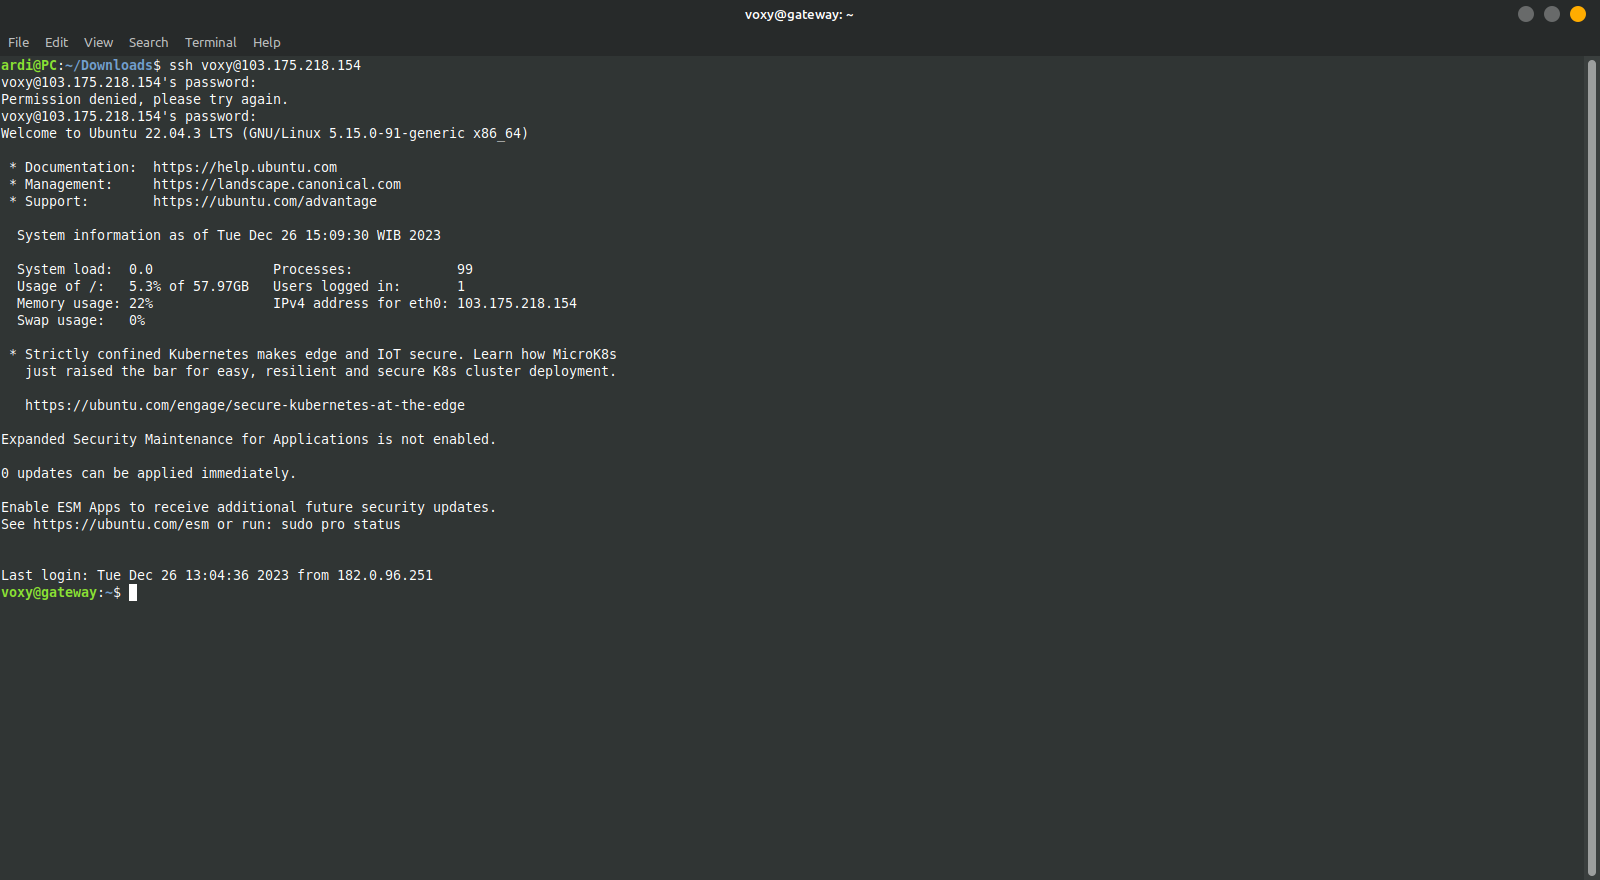 voxy@gateway: ~
File Edit View Search Terminal Help
ardi@PC:~/Downloads$ ssh voxy@103.175.218.154
voxy@103.175.218.154's password:
Permission denied, please try again.
voxy@103.175.218.154's password:
Welcome to Ubuntu 22.04.3 LTS (GNU/Linux 5.15.0-91-generic x86_64)
* Documentation:  https://help.ubuntu.com
* Management:     https://landscape.canonical.com
* Support:        https://ubuntu.com/advantage
System information as of Tue Dec 26 15:09:30 WIB 2023
System load:  0.0               Processes:             99
Usage of /:   5.3% of 57.97GB   Users logged in:       1
Memory usage: 22%               IPv4 address for eth0: 103.175.218.154
Swap usage:   0%
* Strictly confined Kubernetes makes edge and IoT secure. Learn how MicroK8s
just raised the bar for easy, resilient and secure K8s cluster deployment.
https://ubuntu.com/engage/secure-kubernetes-at-the-edge
Expanded Security Maintenance for Applications is not enabled.
0 updates can be applied immediately.
Enable ESM Apps to receive additional future security updates.
See https://ubuntu.com/esm or run: sudo pro status
Last login: Tue Dec 26 13:04:36 2023 from 182.0.96.251
voxy@gateway:~$